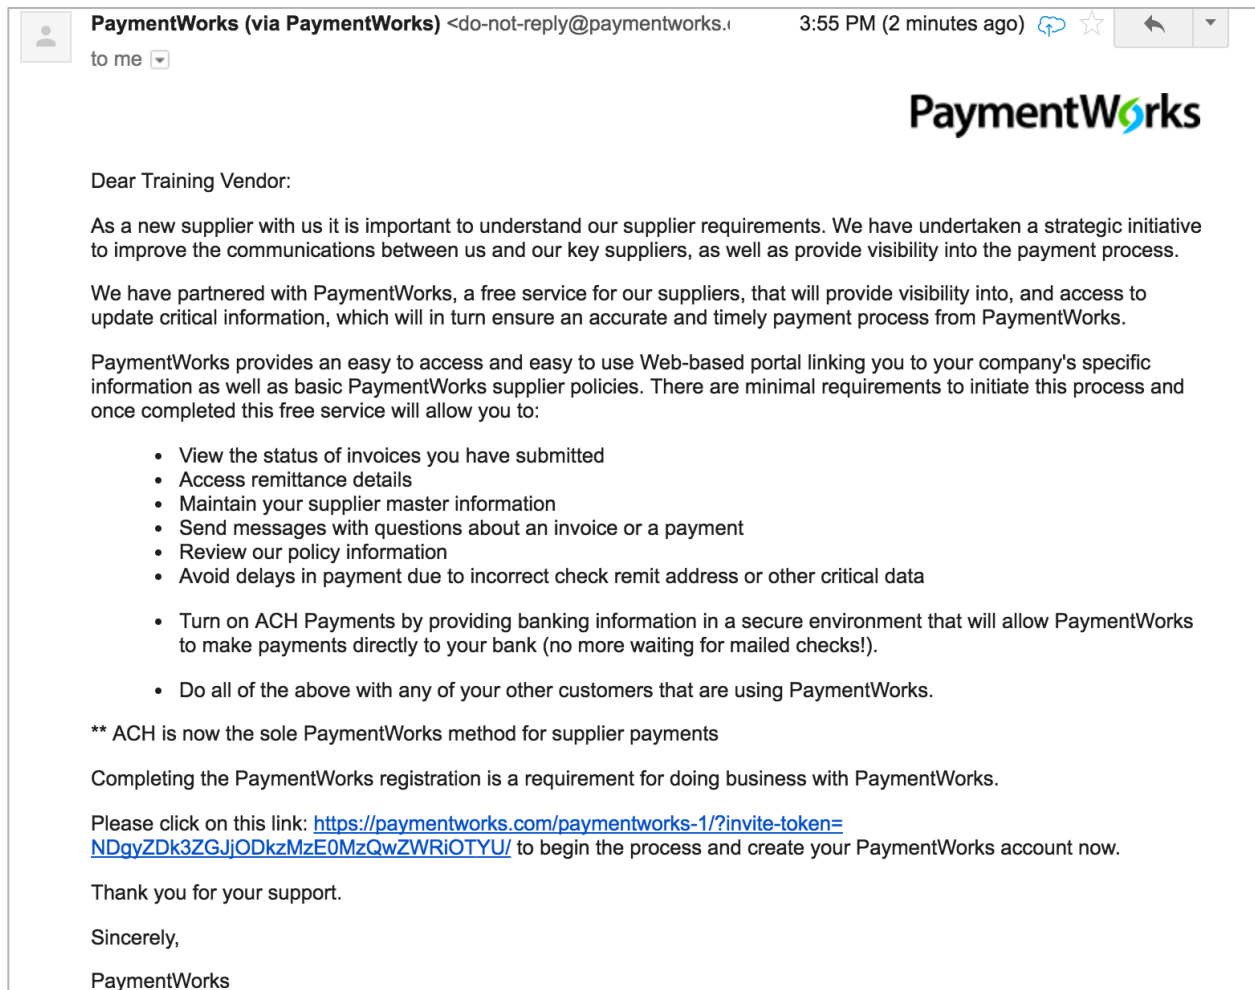 PaymentWorks (via PaymentWorks) <do-not-reply@paymentworks.
3:55 PM (2 minutes ago)
to me
PaymentWorks
Dear Training Vendor:
As a new supplier with us it is important to understand our supplier requirements. We have undertaken a strategic initiative
to improve the communications between us and our key suppliers, as well as provide visibility into the payment process.
We have partnered with PaymentWorks, a free service for our suppliers, that will provide visibility into, and access to
update critical information, which will in turn ensure an accurate and timely payment process from PaymentWorks.
PaymentWorks provides an easy to access and easy to use Web-based portal linking you to your company's specific
information as well as basic PaymentWorks supplier policies. There are minimal requirements to initiate this process and
once completed this free service will allow you to:
• View the status of invoices you have submitted
• Access remittance details
• Maintain your supplier master information
• Send messages with questions about an invoice or a payment
• Review our policy information
• Avoid delays in payment due to incorrect check remit address or other critical data
• Turn on ACH Payments by providing banking information in a secure environment that will allow PaymentWorks
to make payments directly to your bank (no more waiting for mailed checks!).
• Do all of the above with any of your other customers that are using PaymentWorks.
** ACH is now the sole PaymentWorks method for supplier payments
Completing the PaymentWorks registration is a requirement for doing business with PaymentWorks.
Please click on this link: https://paymentworks.com/paymentworks-1/?invite-token=
NDgyZDk3ZGJjODkzMzE0MzQwZWRiOTYU/ to begin the process and create your PaymentWorks account now.
Thank you for your support.
Sincerely,
PaymentWorks